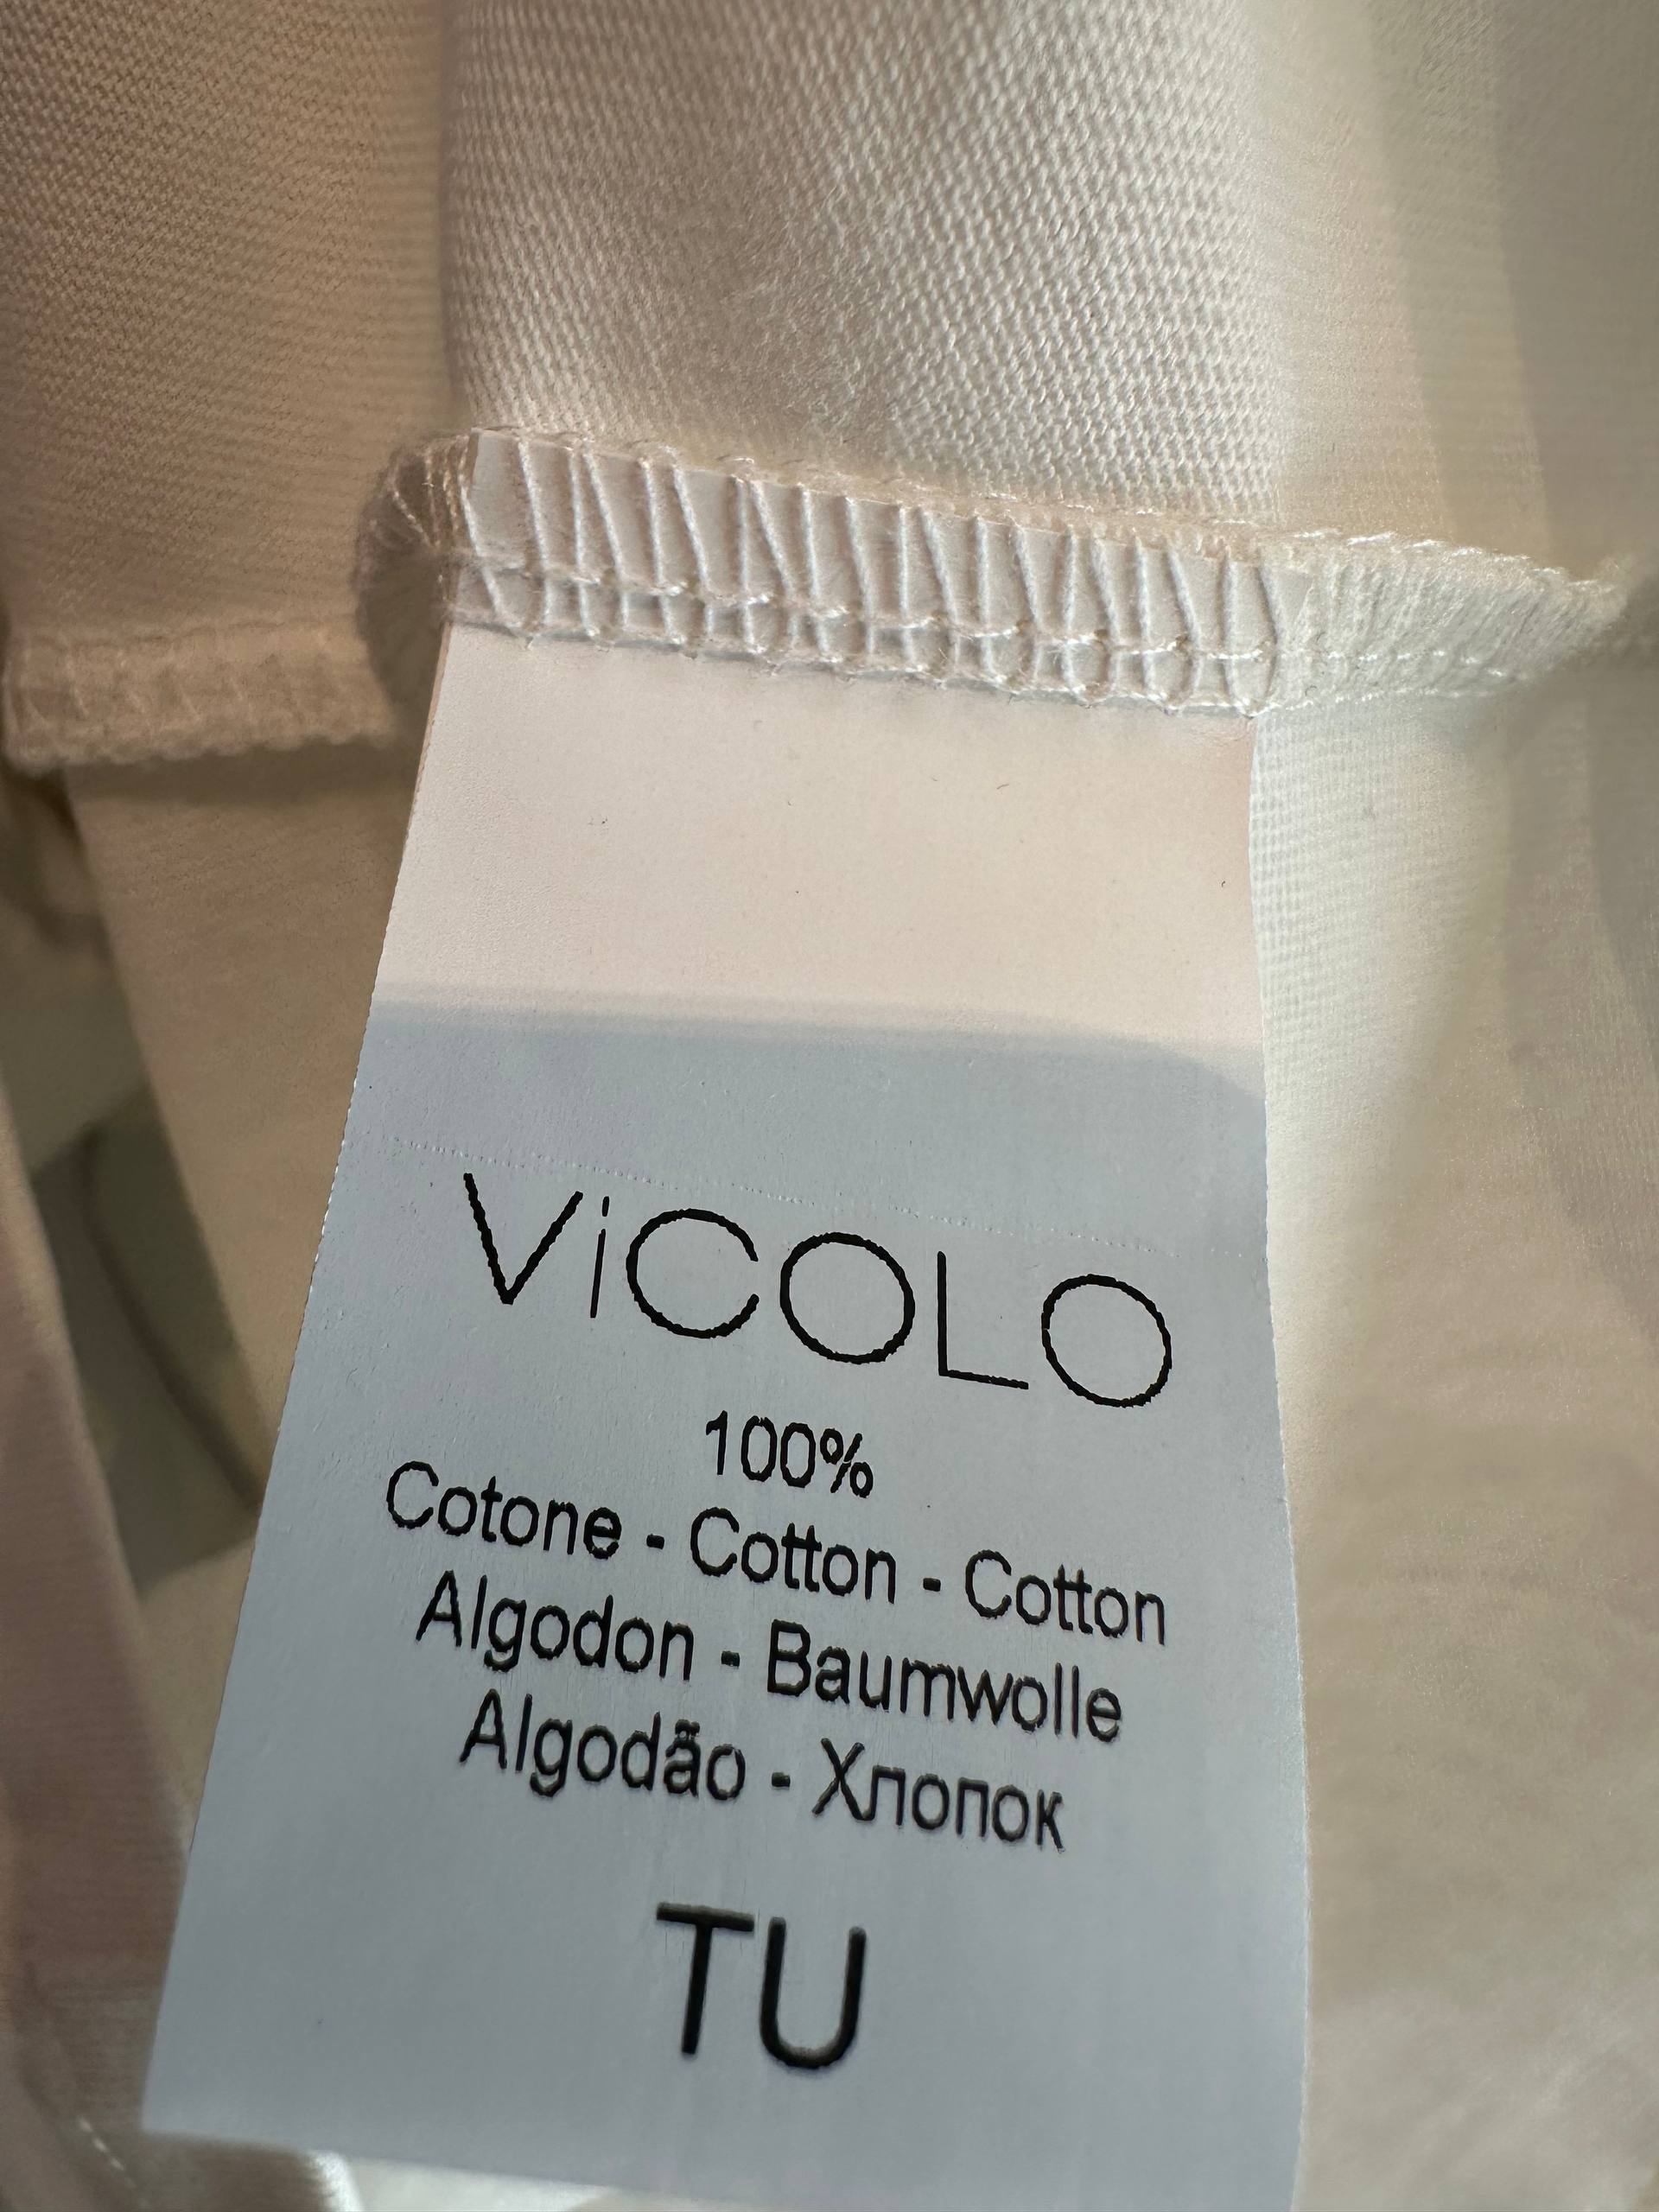 ViCOLO
100%
Cotone - Cotton - Cotton
Algodon - Baumwolle
Algodão - Хлопок
TU